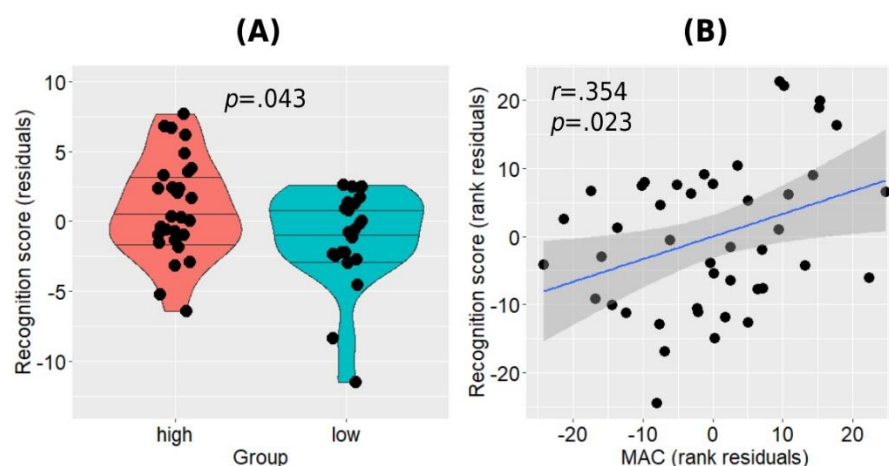 (A)
Recognition score (residuals)
10
5
0
-5
-10
p=.043
high
low
Group
(B)
Recognition score (rank residuals)
20
10
0
-10
-20
r=.354
p=.023
-20
-10
0
10
20
MAC (rank residuals)